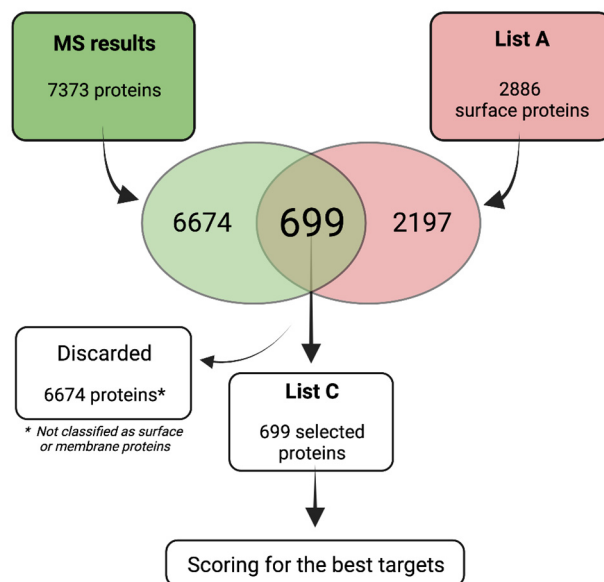 MS results
7373 proteins
List A
2886
surface proteins
6674
699
2197
Discarded
6674 proteins*
* Not classified as surface
or membrane proteins
List C
699 selected
proteins
Scoring for the best targets